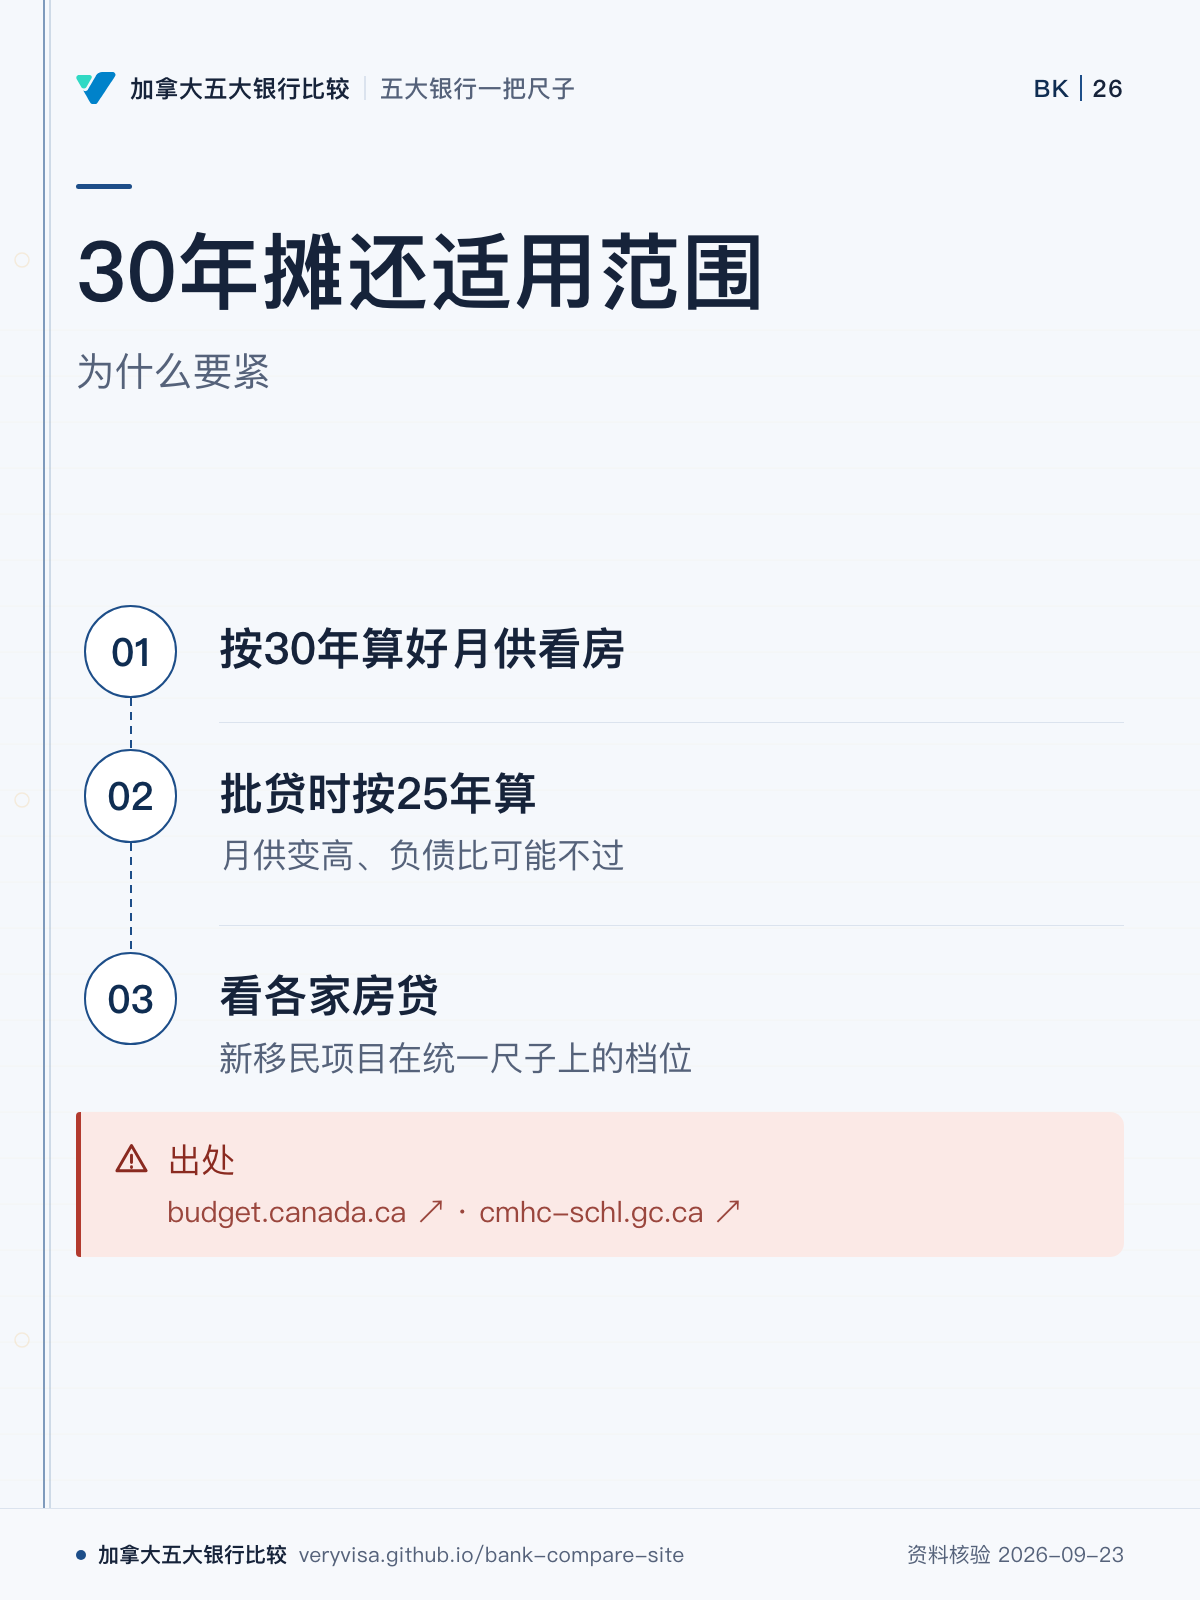 加拿大五大银行比较 五大银行一把尺子 BK 26
30年摊还适用范围
为什么要紧
01 按30年算好月供看房
02 批贷时按25年算
月供变高、负债比可能不过
03 看各家房贷
新移民项目在统一尺子上的档位
出处
budget.canada.ca ↗ · cmhc-schl.gc.ca ↗
加拿大五大银行比较 veryvisa.github.io/bank-compare-site 资料核验 2026-09-23